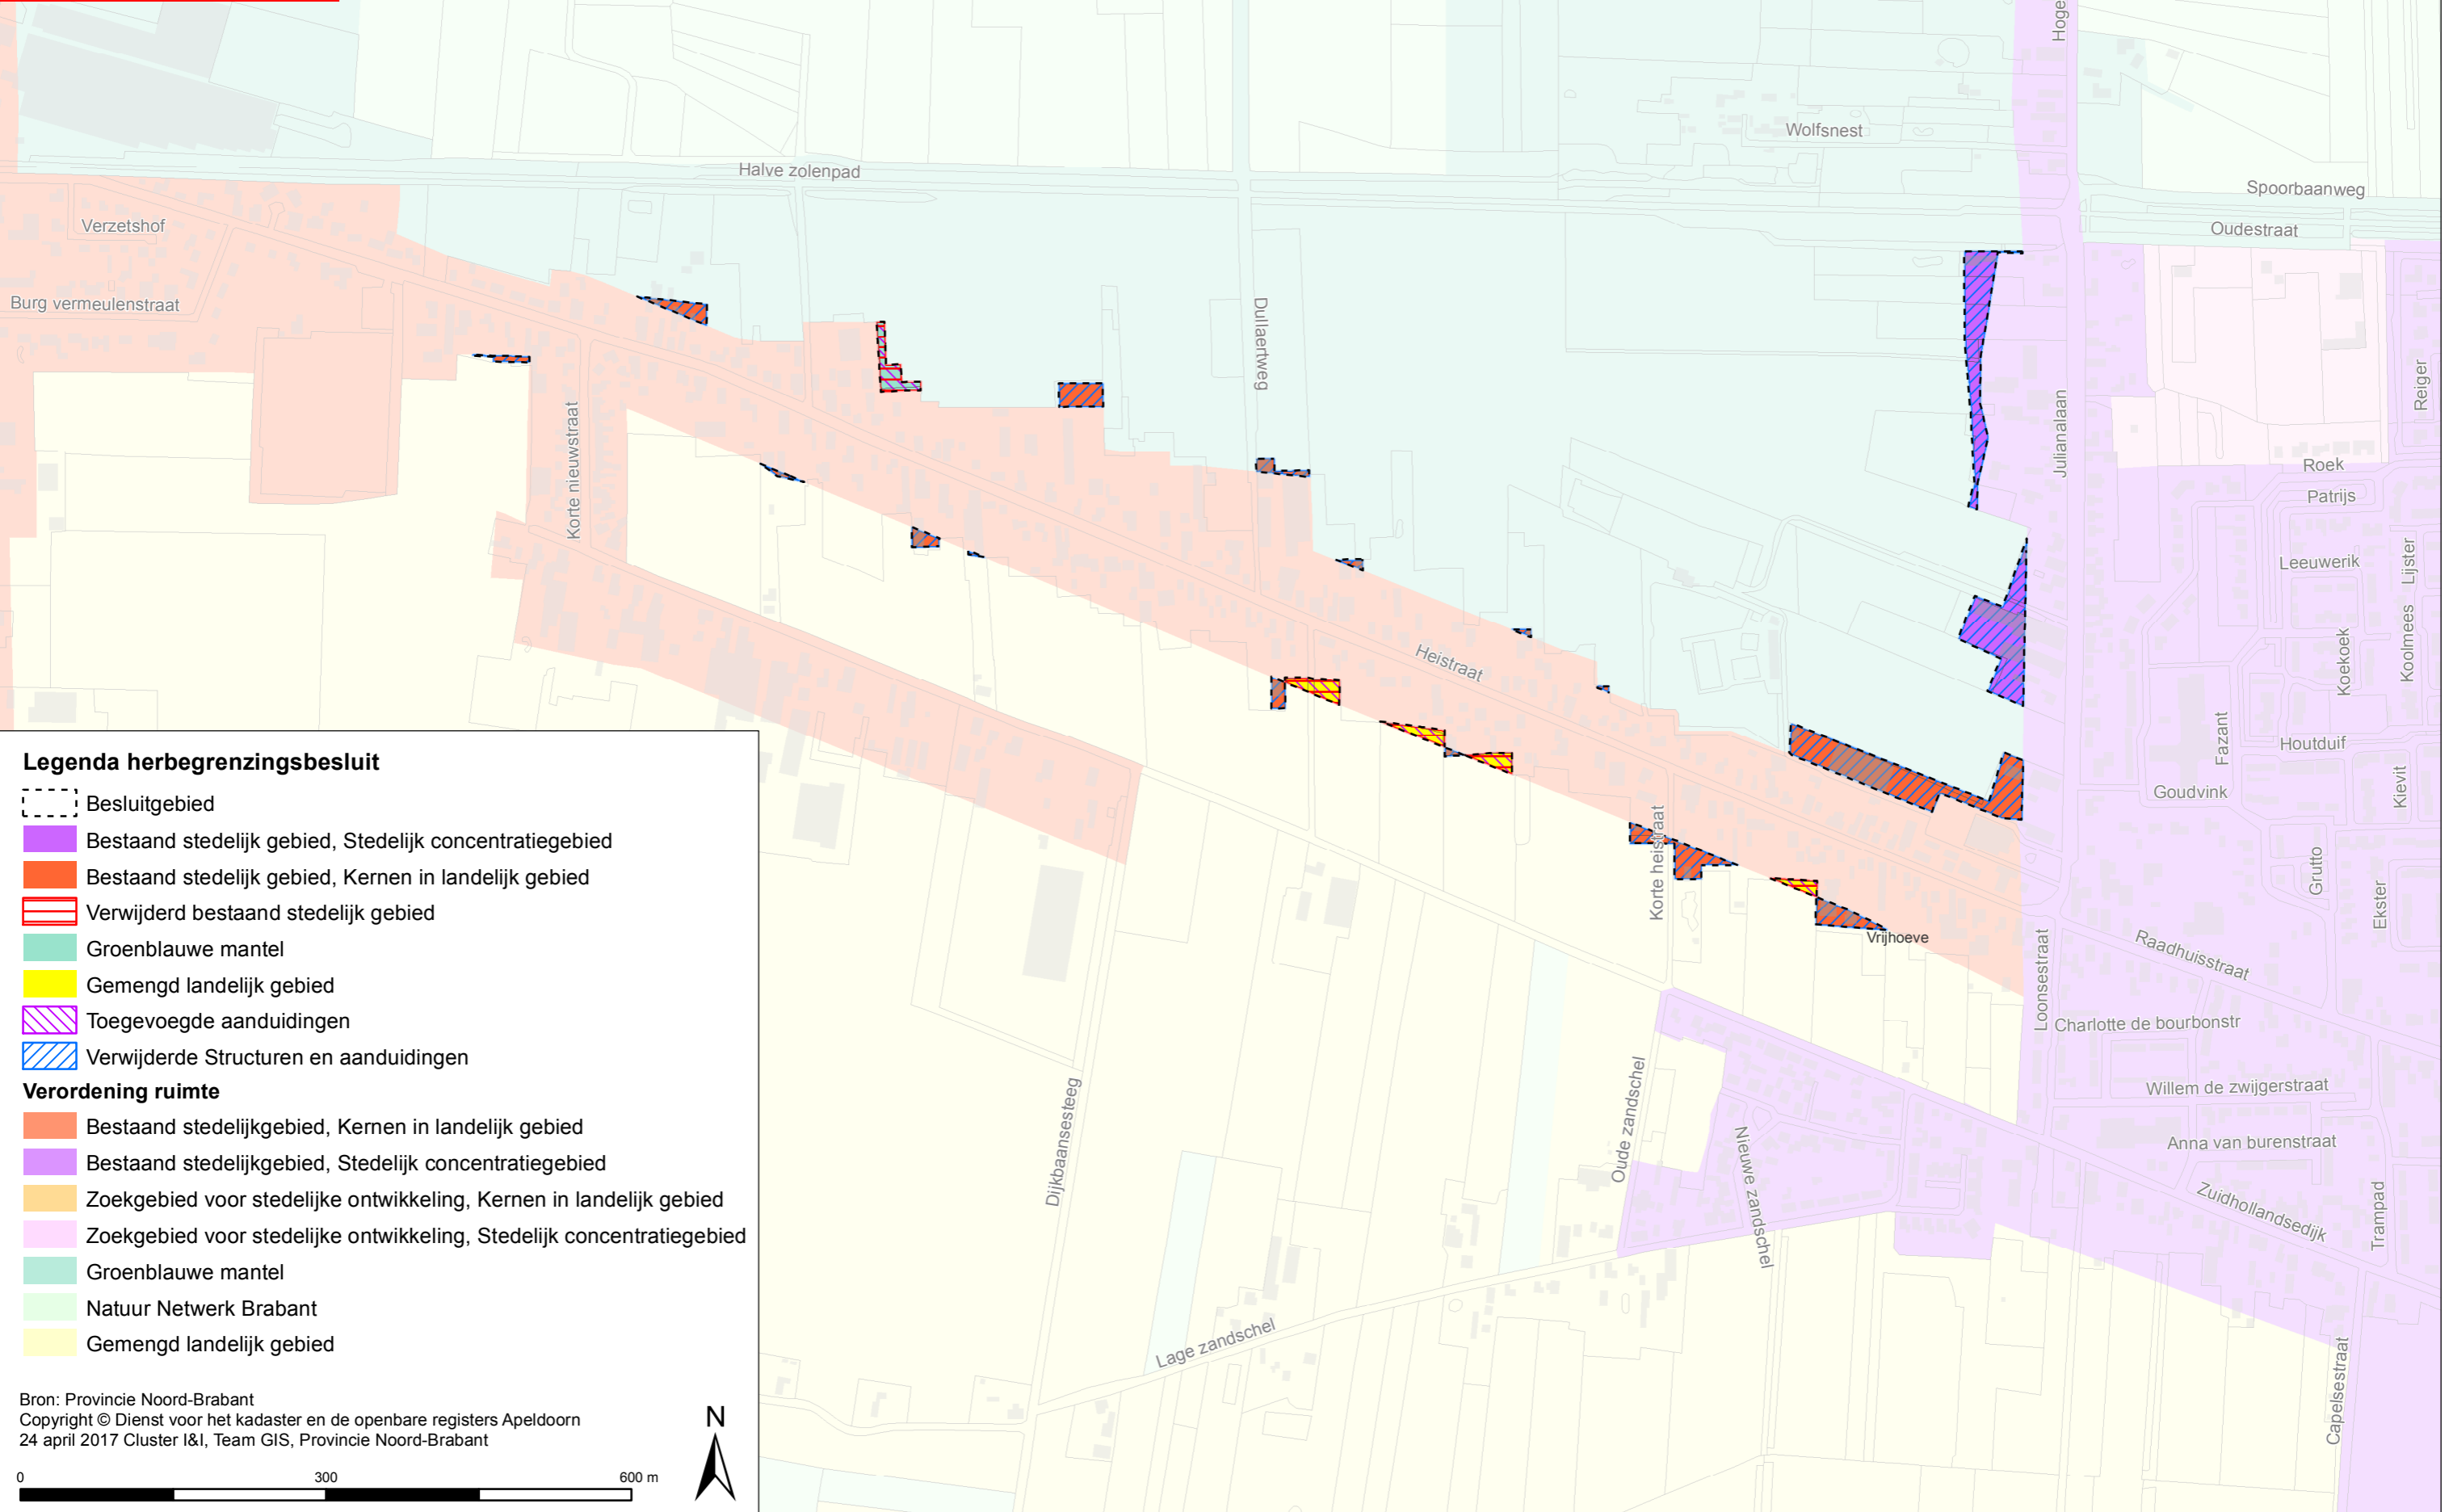 Hoge
Wolfsnest
Halve zolenpad
Spoorbaanweg
Verzetshof
Oudestraat
Burg vermeulenstraat
Dullaertweg
Reiger
Korte nieuwstraat
Julianalaan
Roek
Patrijs
Leeuwerik
Lijster
Koekoek
Koolmees
Heistraat
Fazant
Houtduif
Goudvink
Kievit
Grutto
Ekster
Korte heistraat
Vrijhoeve
Raadhuisstraat
Loonsestraat
Charlotte de bourbonstr
Willem de zwijgerstraat
Anna van burenstraat
Oude zandschel
Nieuwe zandschel
Dijkbaansesteeg
Zuidhollandsedijk
Trampad
Lage zandschel
Capelsestraat
Legenda herbegrenzingsbesluit
Besluitgebied
Bestaand stedelijk gebied, Stedelijk concentratiegebied
Bestaand stedelijk gebied, Kernen in landelijk gebied
Verwijderd bestaand stedelijk gebied
Groenblauwe mantel
Gemengd landelijk gebied
Toegevoegde aanduidingen
Verwijderde Structuren en aanduidingen
Verordening ruimte
Bestaand stedelijkgebied, Kernen in landelijk gebied
Bestaand stedelijkgebied, Stedelijk concentratiegebied
Zoekgebied voor stedelijke ontwikkeling, Kernen in landelijk gebied
Zoekgebied voor stedelijke ontwikkeling, Stedelijk concentratiegebied
Groenblauwe mantel
Natuur Netwerk Brabant
Gemengd landelijk gebied
Bron: Provincie Noord-Brabant
Copyright © Dienst voor het kadaster en de openbare registers Apeldoorn
24 april 2017 Cluster I&I, Team GIS, Provincie Noord-Brabant
N
0 300 600 m